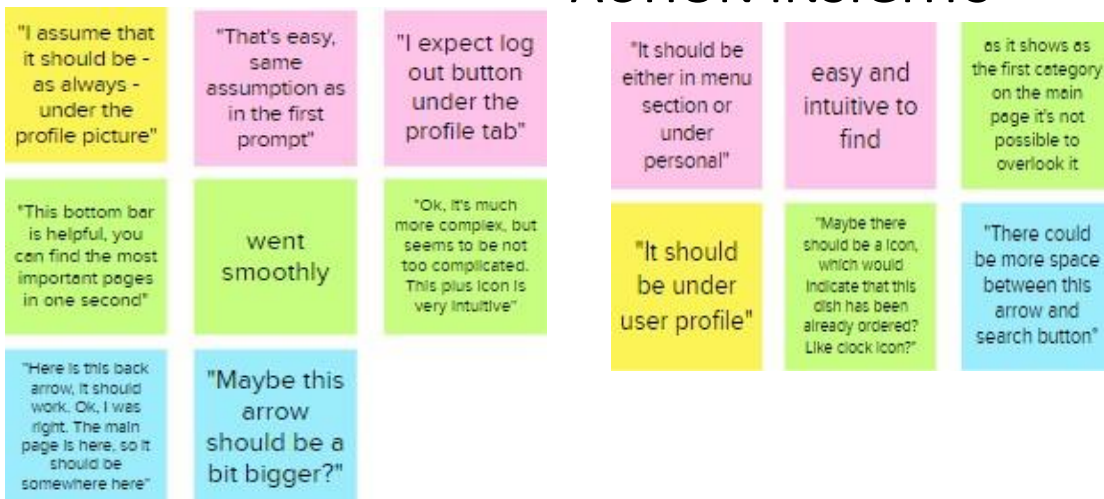 "I assume that
it should be -
as always -
under the
profile picture"
"That's easy,
same
assumption as
in the first
prompt"
"I expect log
out button
under the
profile tab"
"This bottom bar
is helpful, you
can find the most
important pages
in one second"
went
smoothly
"Ok, it's much
more complex, but
seems to be not
too complicated.
This plus icon is
very intuitive"
"Here is this back
arrow, it should
work. Ok, I was
right. The main
page is here, so it
should be
somewhere here"
"Maybe this
arrow
should be a
bit bigger?"
"It should be
either in menu
section or
under
personal"
easy and
intuitive to
find
as it shows as
the first category
on the main
page it's not
possible to
overlook it
"It should
be under
user profile"
"Maybe there
should be a icon,
which would
indicate that this
dish has been
already ordered?
Like clock icon?"
"There could
be more space
between this
arrow and
search button"